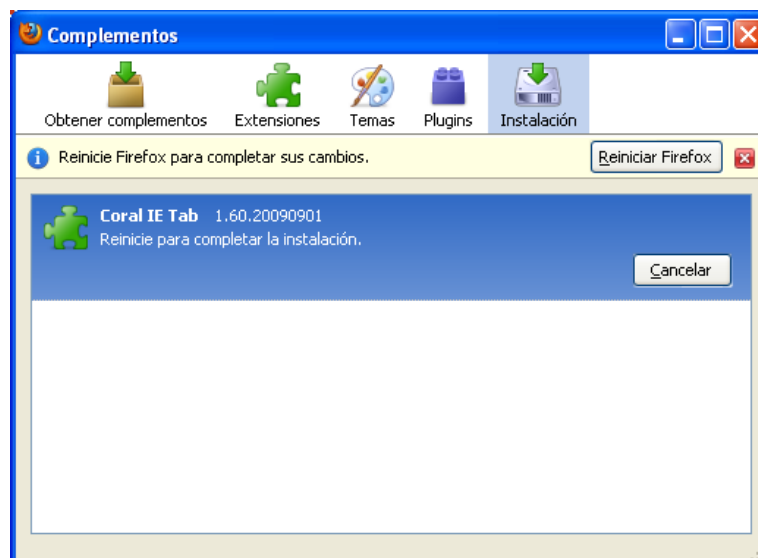 Complementos
Obtener complementos Extensiones Temas Plugins Instalación
Reinicie Firefox para completar sus cambios. Reiniciar Firefox
Coral IE Tab 1.60.20090901
Reinicie para completar la instalación.
Cancelar